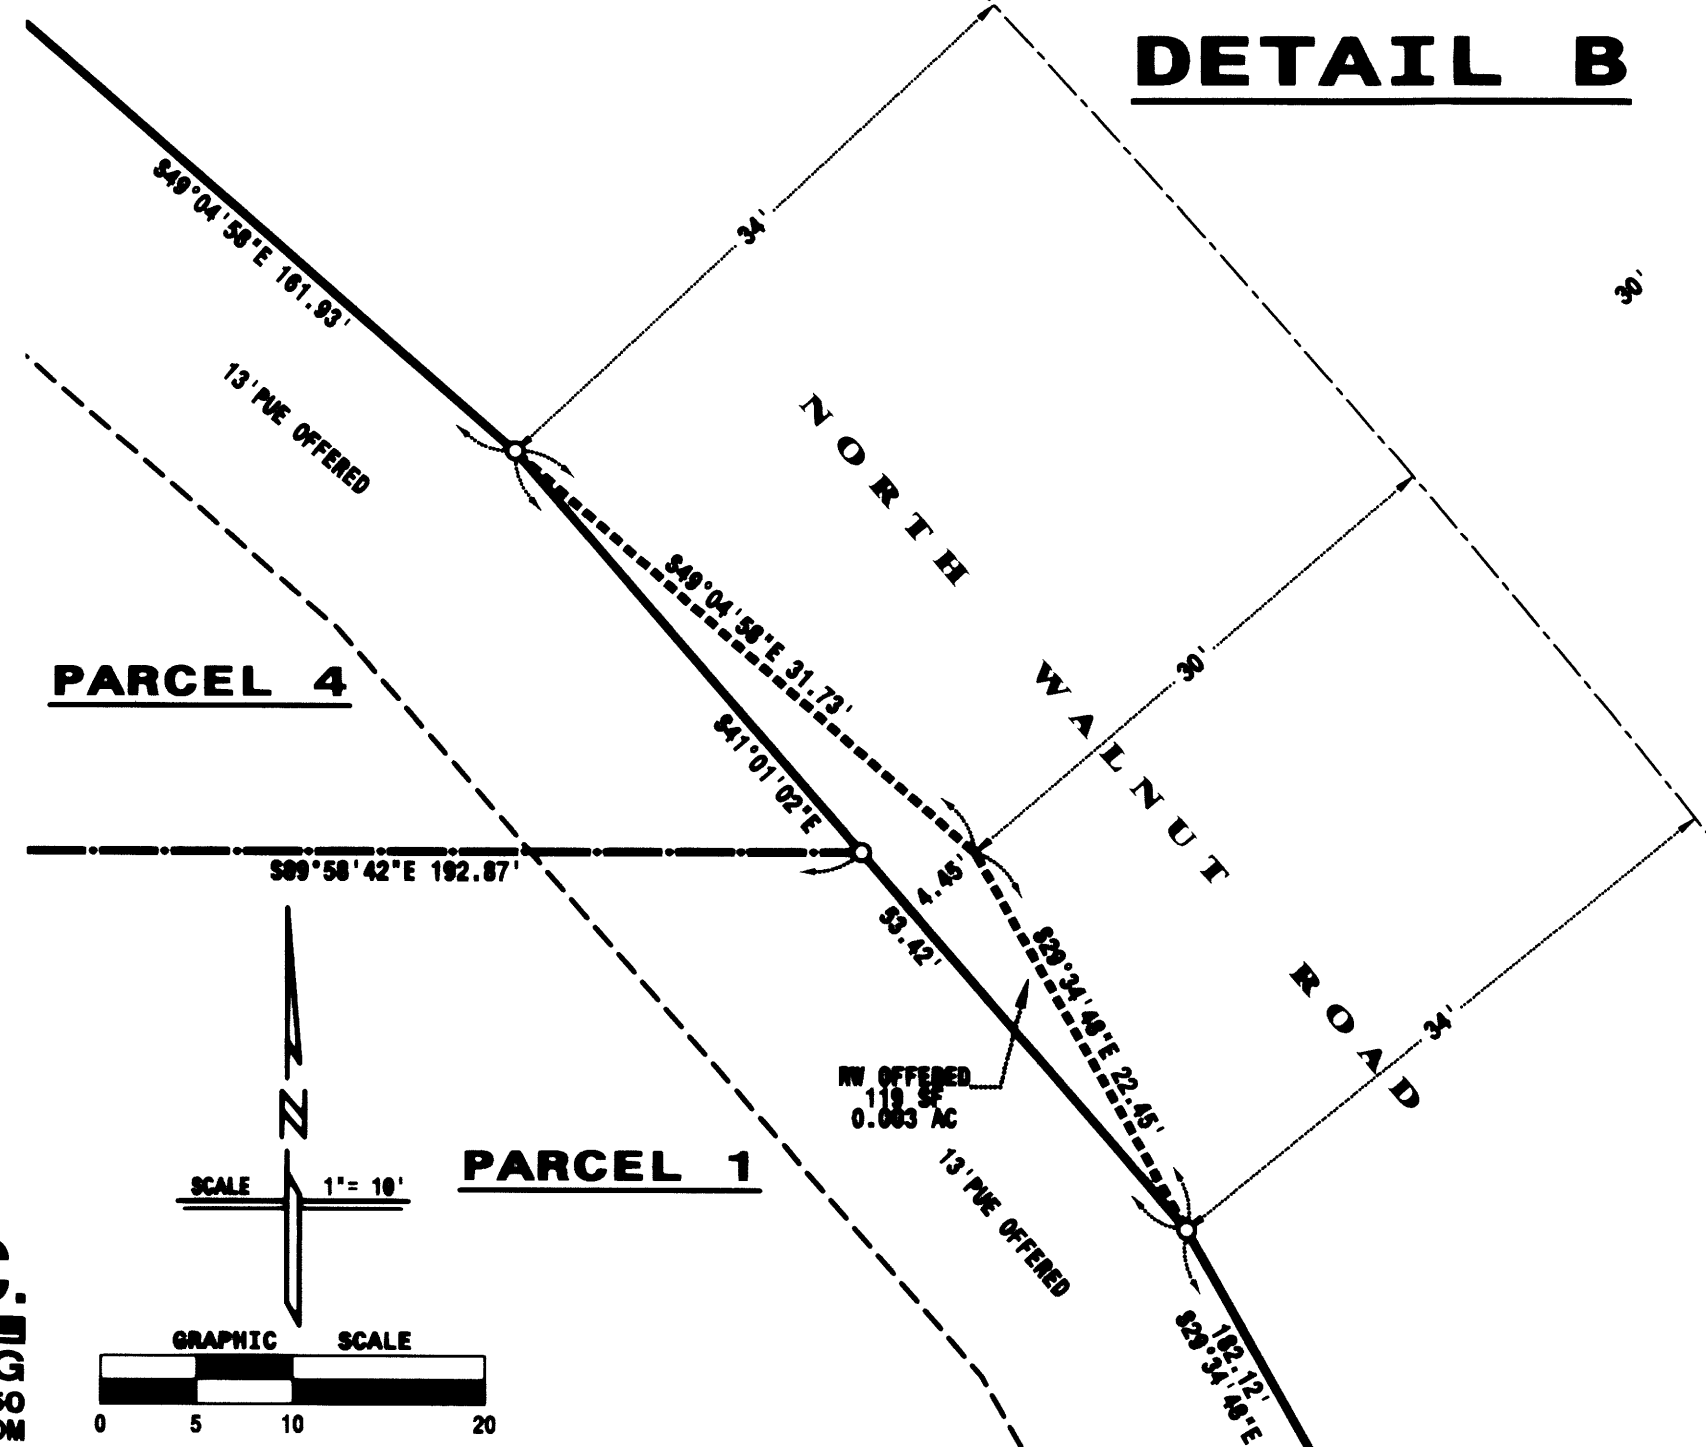 DETAIL B
34'
S49°04'58"E 161.93'
30'
13'PUE OFFERED
NORTH WALNUT ROAD
S49°04'58"E 31.73'
30'
PARCEL 4
S41°01'02"E
53.42'
4.45'
S89°58'42"E 192.87'
S29°34'48"E 22.45'
34'
RW OFFERED
119 SF
0.003 AC
PARCEL 1
13'PUE OFFERED
N
SCALE 1"= 10'
182.12'
S29°34'48"E
GRAPHIC SCALE
0 5 10 20